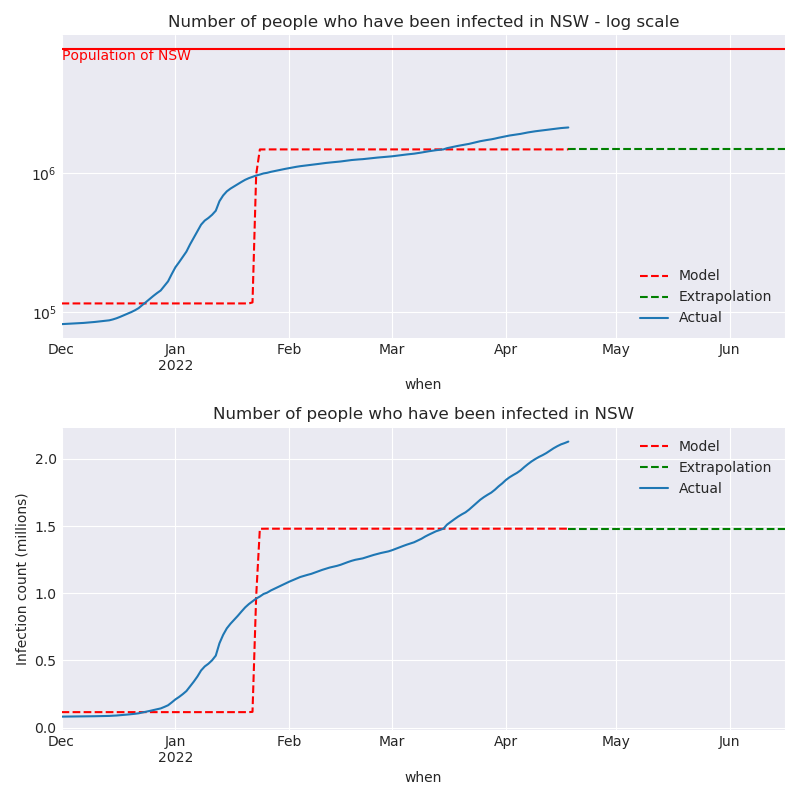 Number of people who have been infected in NSW - log scale
Population of NSW
10^6
10^5
Model
Extrapolation
Actual
Dec Jan Feb Mar Apr May Jun
2022
when
Number of people who have been infected in NSW
Infection count (millions)
2.0
1.5
1.0
0.5
0.0
Model
Extrapolation
Actual
Dec Jan Feb Mar Apr May Jun
2022
when